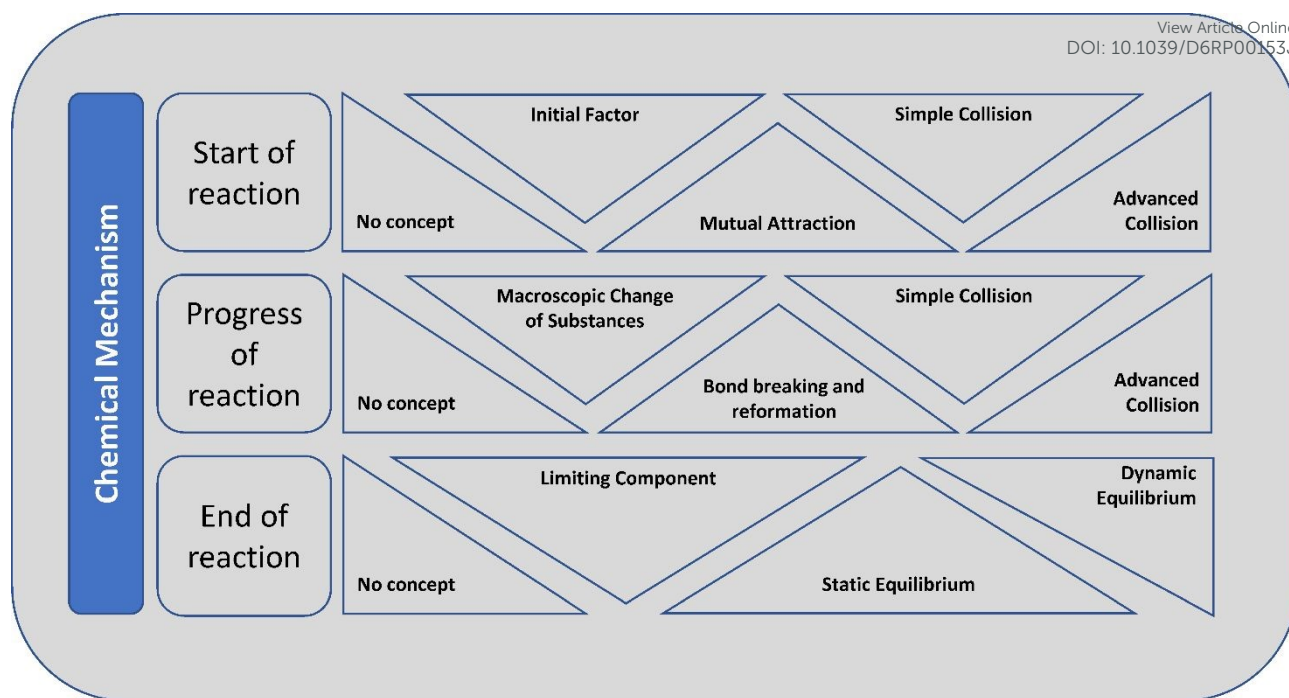 View Article Online
DOI: 10.1039/D6RP00153J
Chemical Mechanism
Start of
reaction
No concept
Initial Factor
Mutual Attraction
Simple Collision
Advanced
Collision
Progress
of
reaction
No concept
Macroscopic Change
of Substances
Bond breaking and
reformation
Simple Collision
Advanced
Collision
End of
reaction
No concept
Limiting Component
Static Equilibrium
Dynamic
Equilibrium